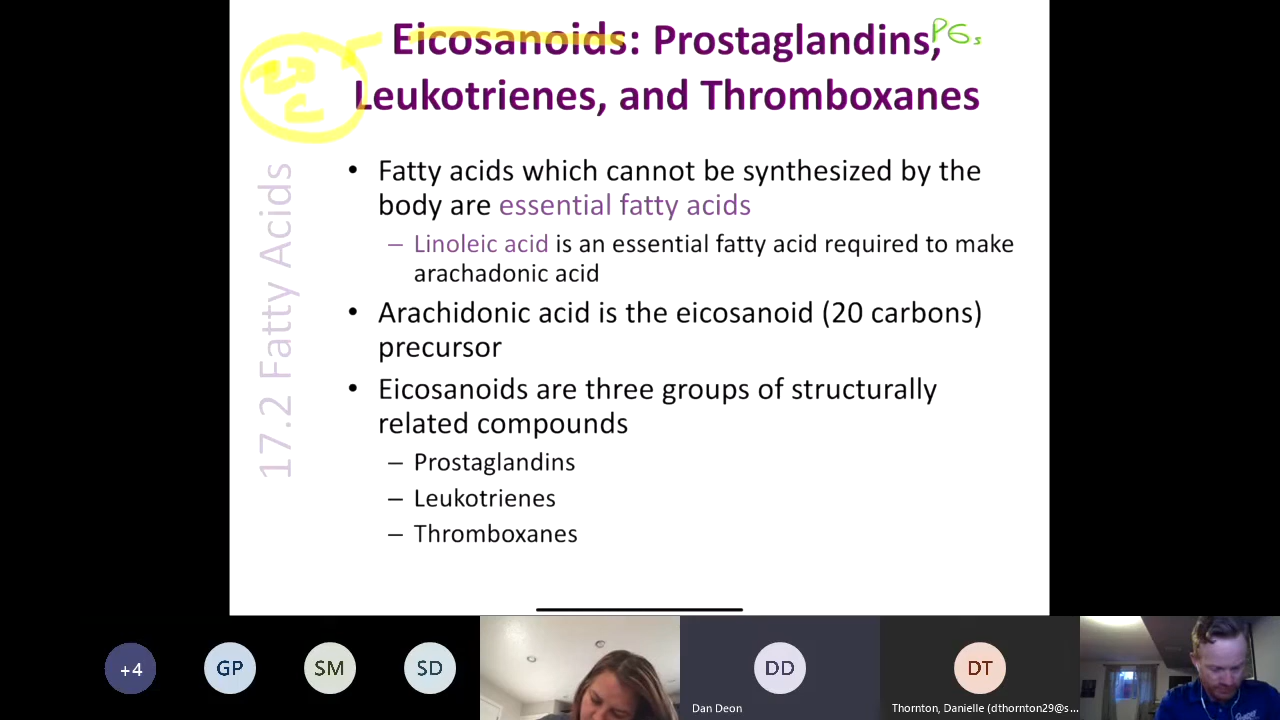 Eicosanoids: Prostaglandins,
PGs
Leukotrienes, and Thromboxanes
17.2 Fatty Acids
• Fatty acids which cannot be synthesized by the
body are essential fatty acids
– Linoleic acid is an essential fatty acid required to make
arachadonic acid
• Arachidonic acid is the eicosanoid (20 carbons)
precursor
• Eicosanoids are three groups of structurally
related compounds
– Prostaglandins
– Leukotrienes
– Thromboxanes
+4
GP
SM
SD
DD
DT
Dan Deon
Thornton, Danielle (dthornton29@s...